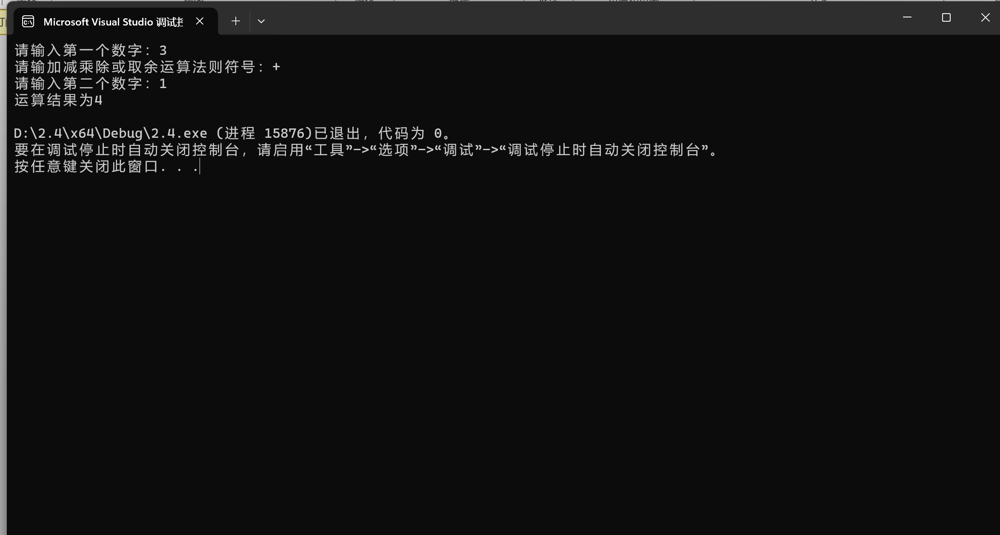 Microsoft Visual Studio 调试
请输入第一个数字：3
请输加减乘除或取余运算法则符号：+
请输入第二个数字：1
运算结果为4
D:\2.4\x64\Debug\2.4.exe (进程 15876)已退出，代码为 0。
要在调试停止时自动关闭控制台，请启用“工具”->“选项”->“调试”->“调试停止时自动关闭控制台”。
按任意键关闭此窗口. . .